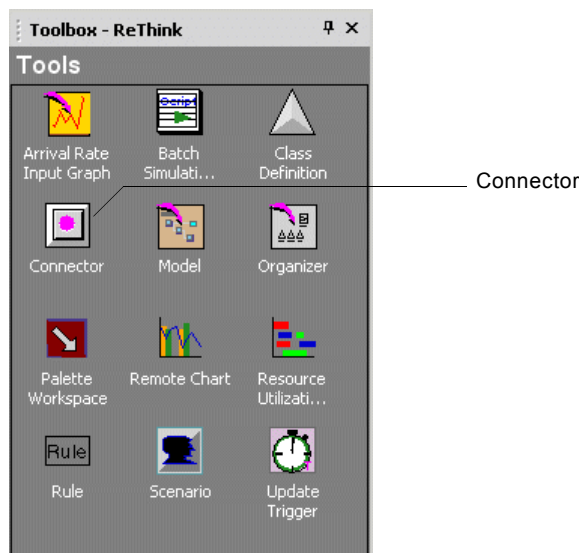 Toolbox - ReThink
Tools
Script
Arrival Rate
Input Graph
Batch
Simulati...
Class
Definition
Connector
Connector
Model
Organizer
Palette
Workspace
Remote Chart
Resource
Utilizati...
Rule
Rule
Scenario
Update
Trigger